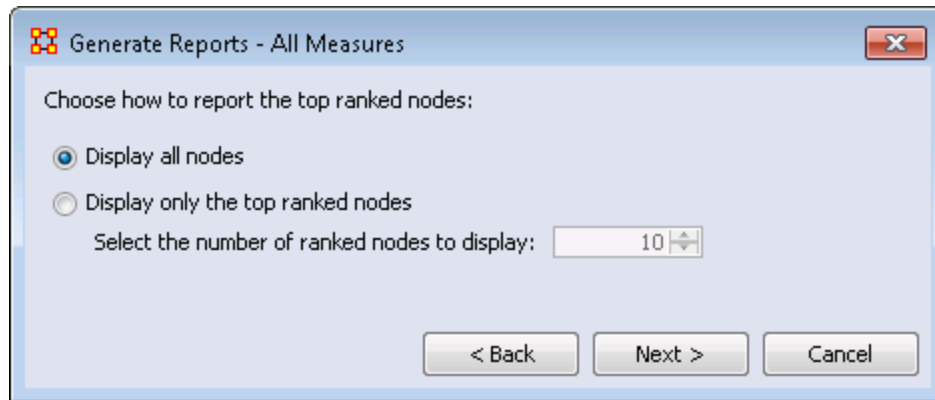 Generate Reports - All Measures
Choose how to report the top ranked nodes:
Display all nodes
Display only the top ranked nodes
Select the number of ranked nodes to display: 10
< Back Next > Cancel